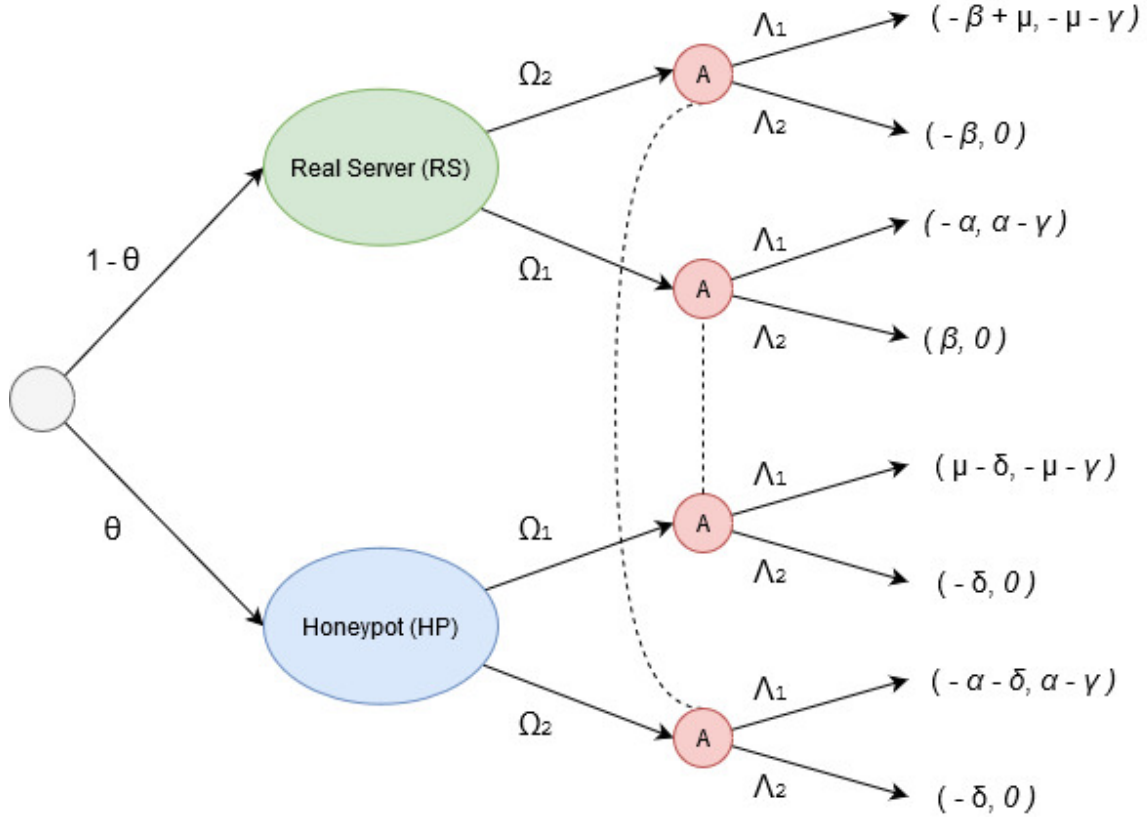 Λ₁
( - β + μ, - μ - γ )
Ω₂
A
Λ₂
( - β, 0 )
Real Server (RS)
1 - θ
Λ₁
( - α, α - γ )
Ω₁
A
Λ₂
( β, 0 )
Λ₁
( μ - δ, - μ - γ )
θ
Ω₁
A
Λ₂
( - δ, 0 )
Honeypot (HP)
Λ₁
( - α - δ, α - γ )
Ω₂
A
Λ₂
( - δ, 0 )